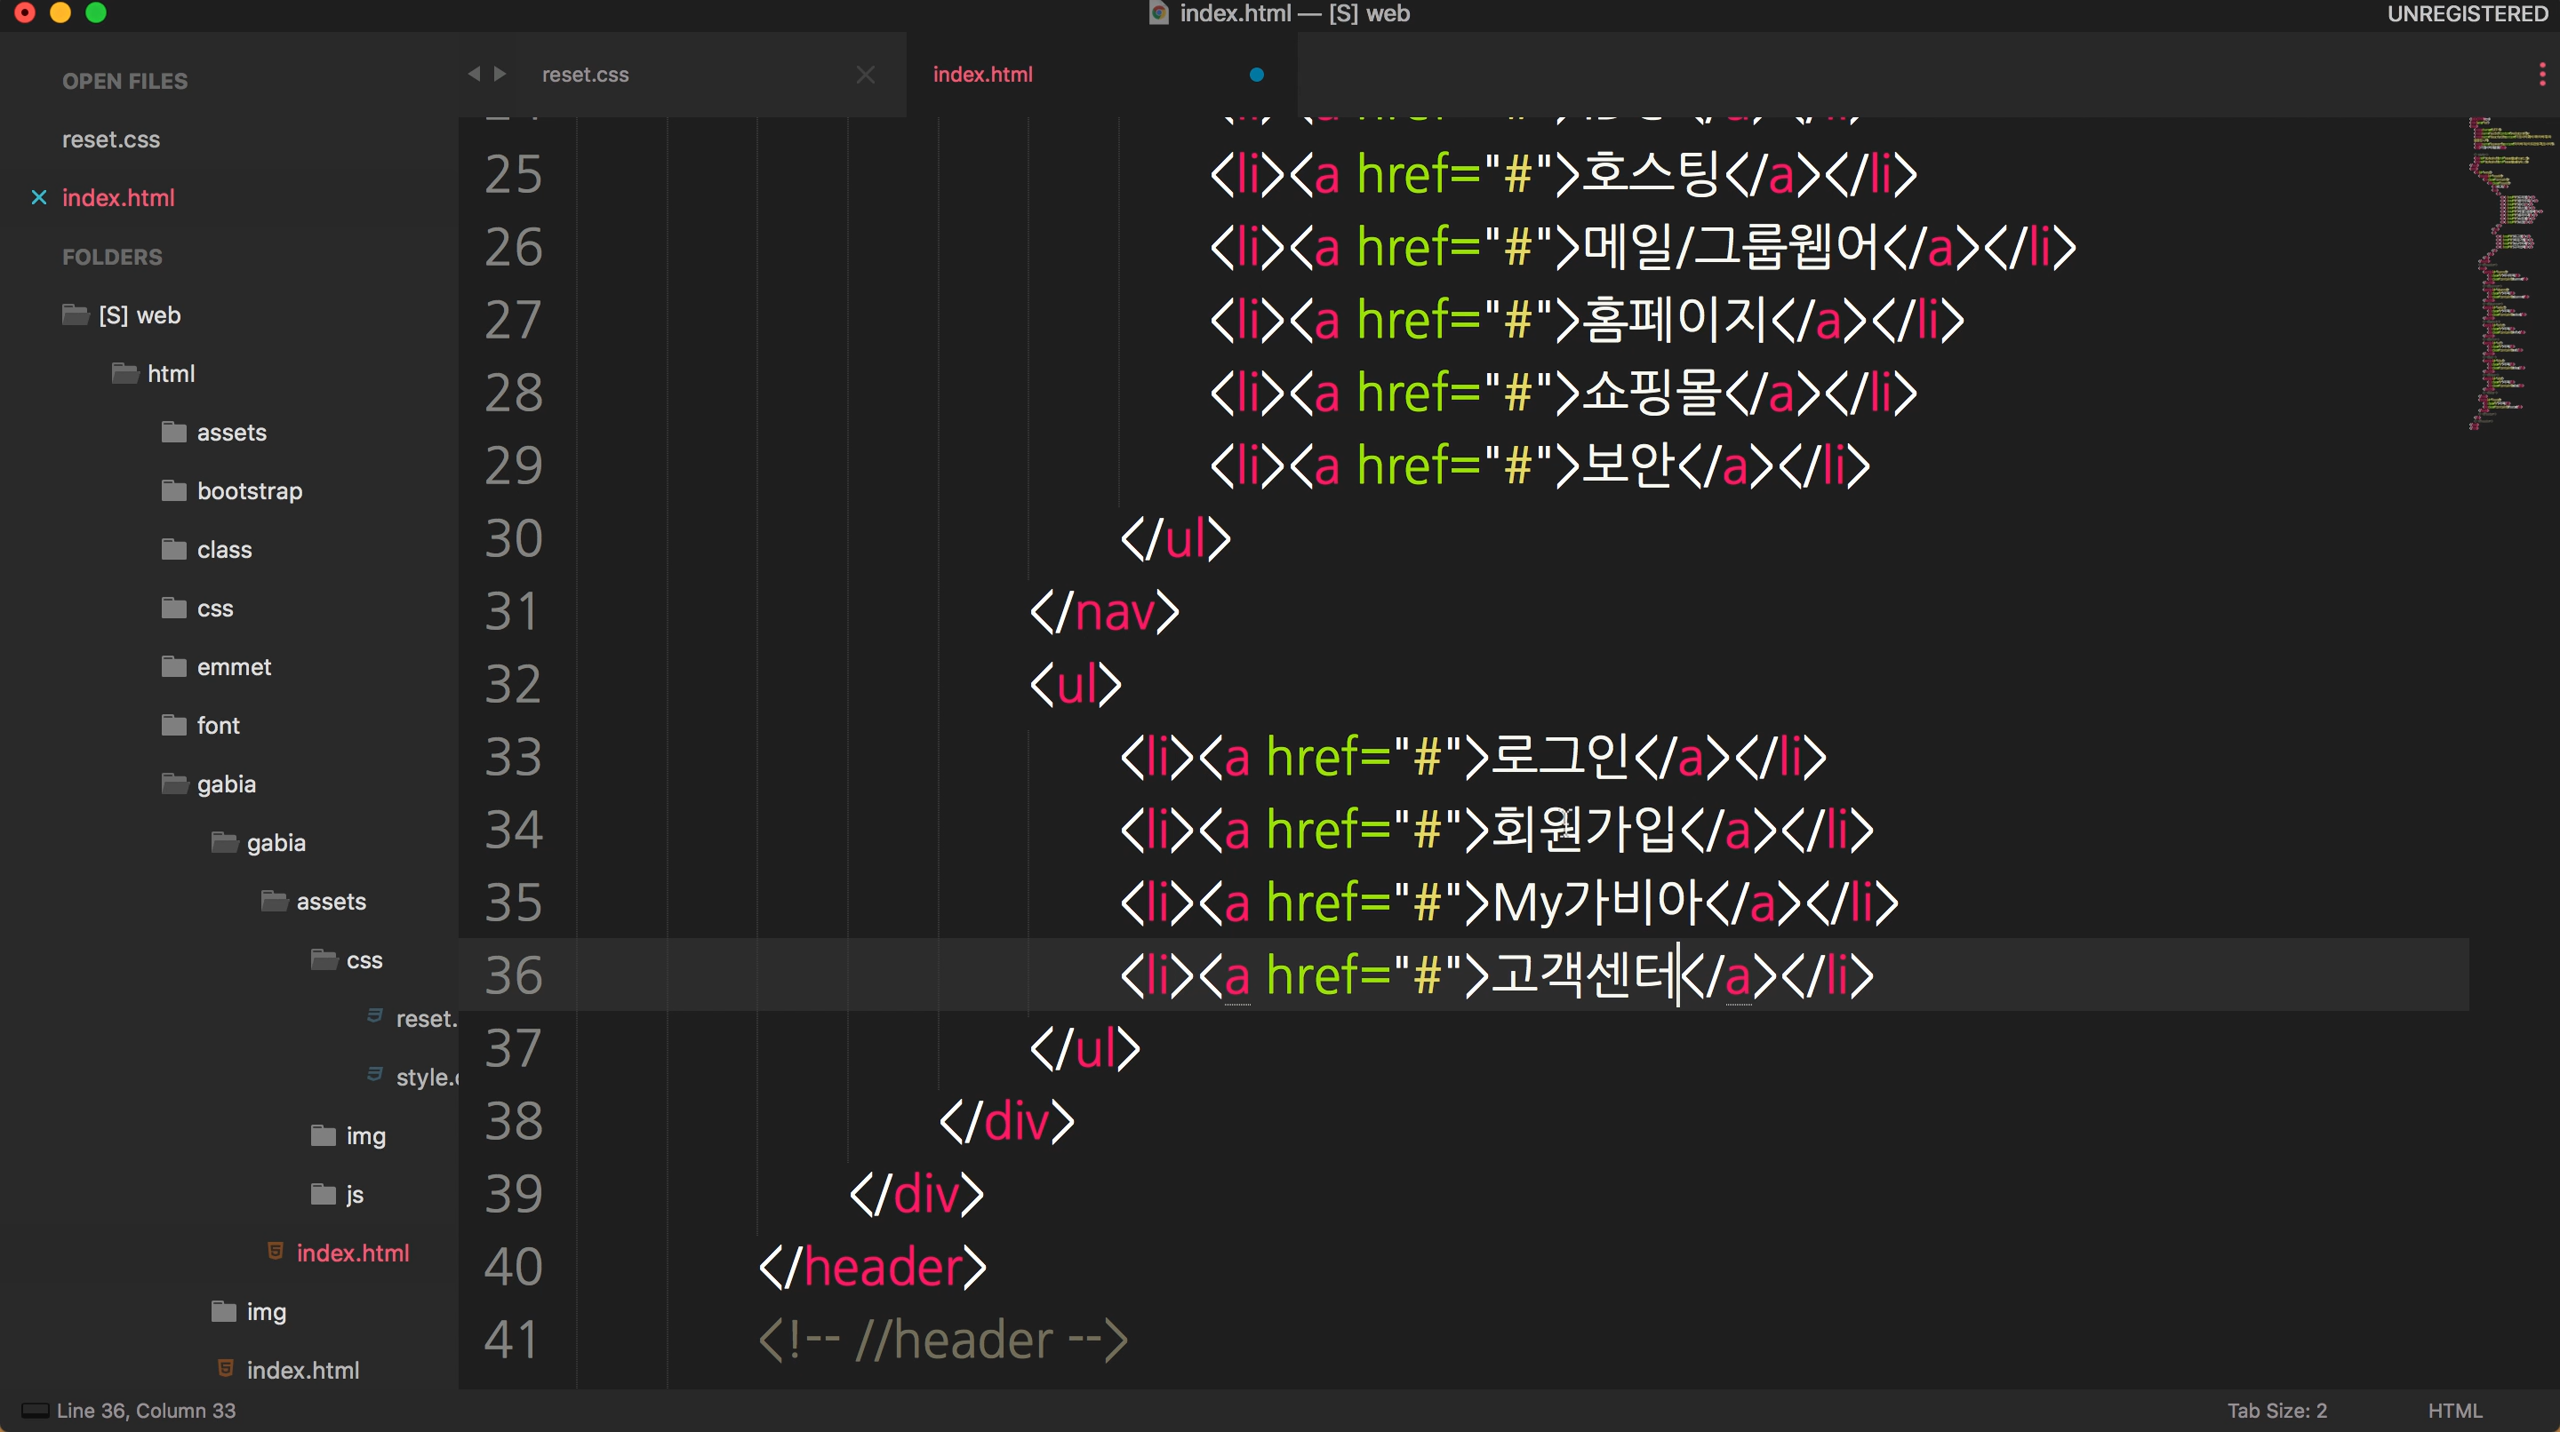 index.html — [S] web
UNREGISTERED
OPEN FILES
reset.css
index.html
FOLDERS
[S] web
html
assets
bootstrap
class
css
emmet
font
gabia
gabia
assets
css
reset.
style.
img
js
index.html
img
index.html
reset.css
index.html
25 <li><a href="#">호스팅</a></li>
26 <li><a href="#">메일/그룹웹어</a></li>
27 <li><a href="#">홈페이지</a></li>
28 <li><a href="#">쇼핑몰</a></li>
29 <li><a href="#">보안</a></li>
30 </ul>
31 </nav>
32 <ul>
33 <li><a href="#">로그인</a></li>
34 <li><a href="#">회원가입</a></li>
35 <li><a href="#">My가비아</a></li>
36 <li><a href="#">고객센터</a></li>
37 </ul>
38 </div>
39 </div>
40 </header>
41 <!-- //header -->
Line 36, Column 33
Tab Size: 2
HTML